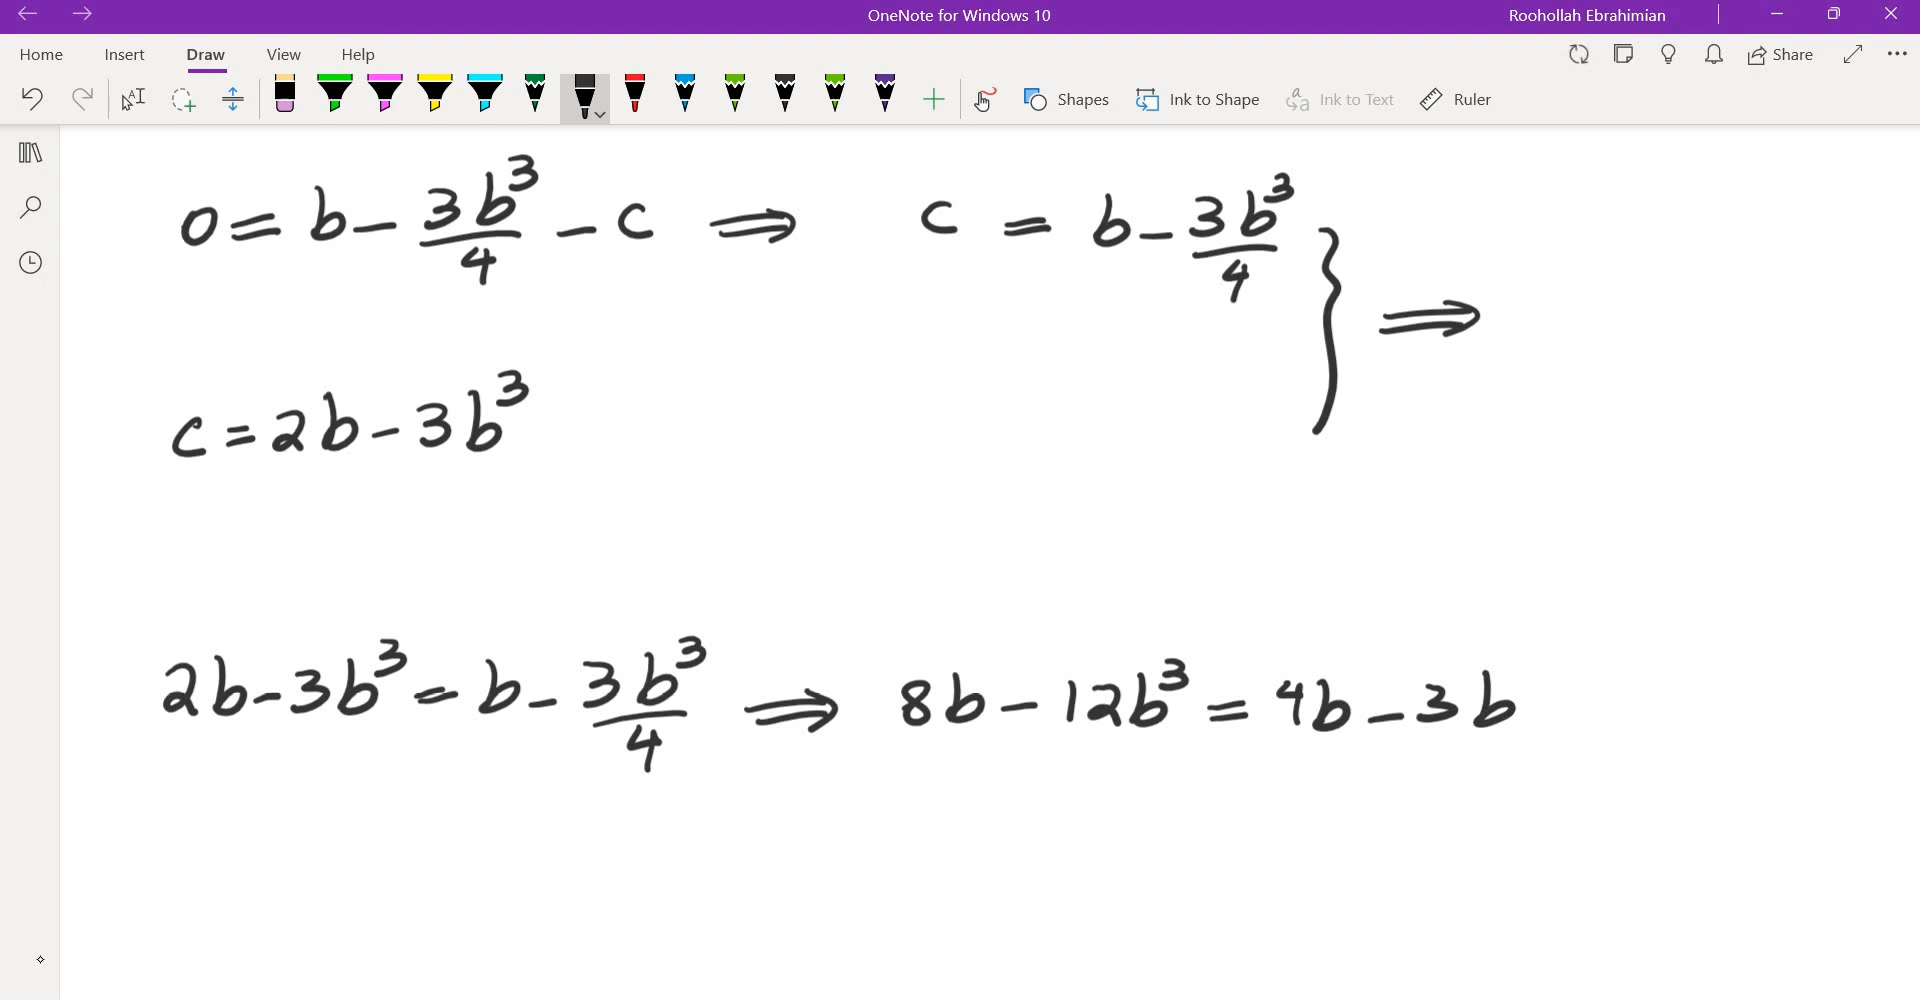 OneNote for Windows 10
Roohollah Ebrahimian
Home Insert Draw View Help
Share
Shapes Ink to Shape Ink to Text Ruler
0 = b - 3b³/4 - c ⟹ c = b - 3b³/4 } ⟹
c = 2b - 3b³
2b - 3b³ = b - 3b³/4 ⟹ 8b - 12b³ = 4b - 3b